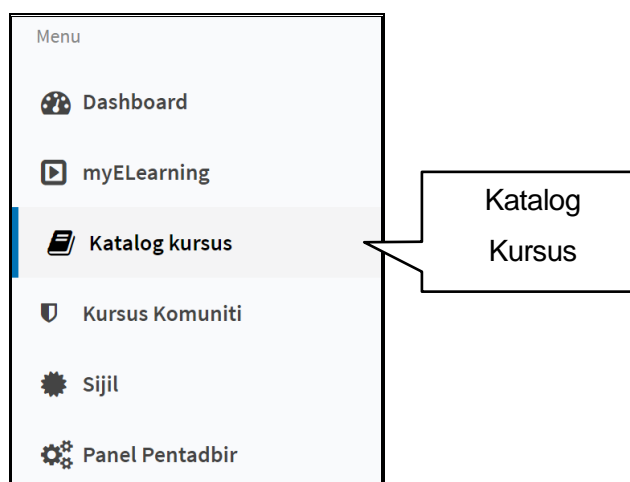 Menu
Dashboard
myELearning
Katalog kursus
Katalog
Kursus
Kursus Komuniti
Sijil
Panel Pentadbir